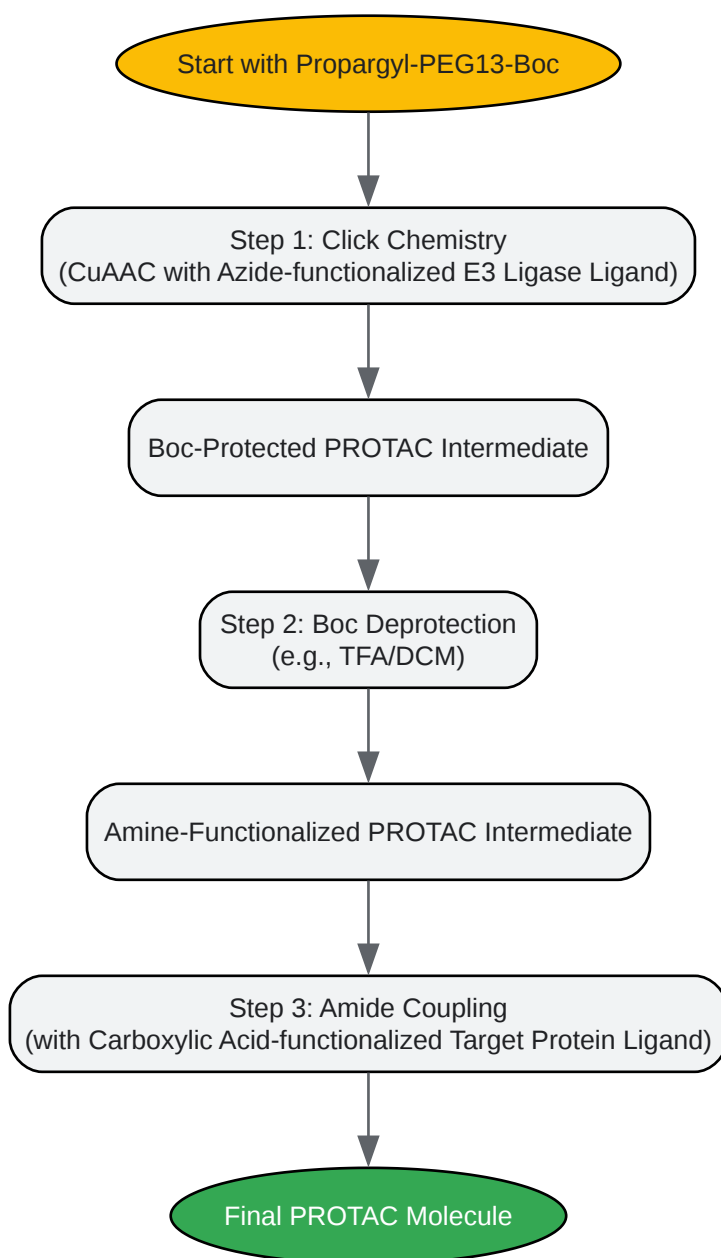 Start with Propargyl-PEG13-Boc
Step 1: Click Chemistry
(CuAAC with Azide-functionalized E3 Ligase Ligand)
Boc-Protected PROTAC Intermediate
Step 2: Boc Deprotection
(e.g., TFA/DCM)
Amine-Functionalized PROTAC Intermediate
Step 3: Amide Coupling
(with Carboxylic Acid-functionalized Target Protein Ligand)
Final PROTAC Molecule